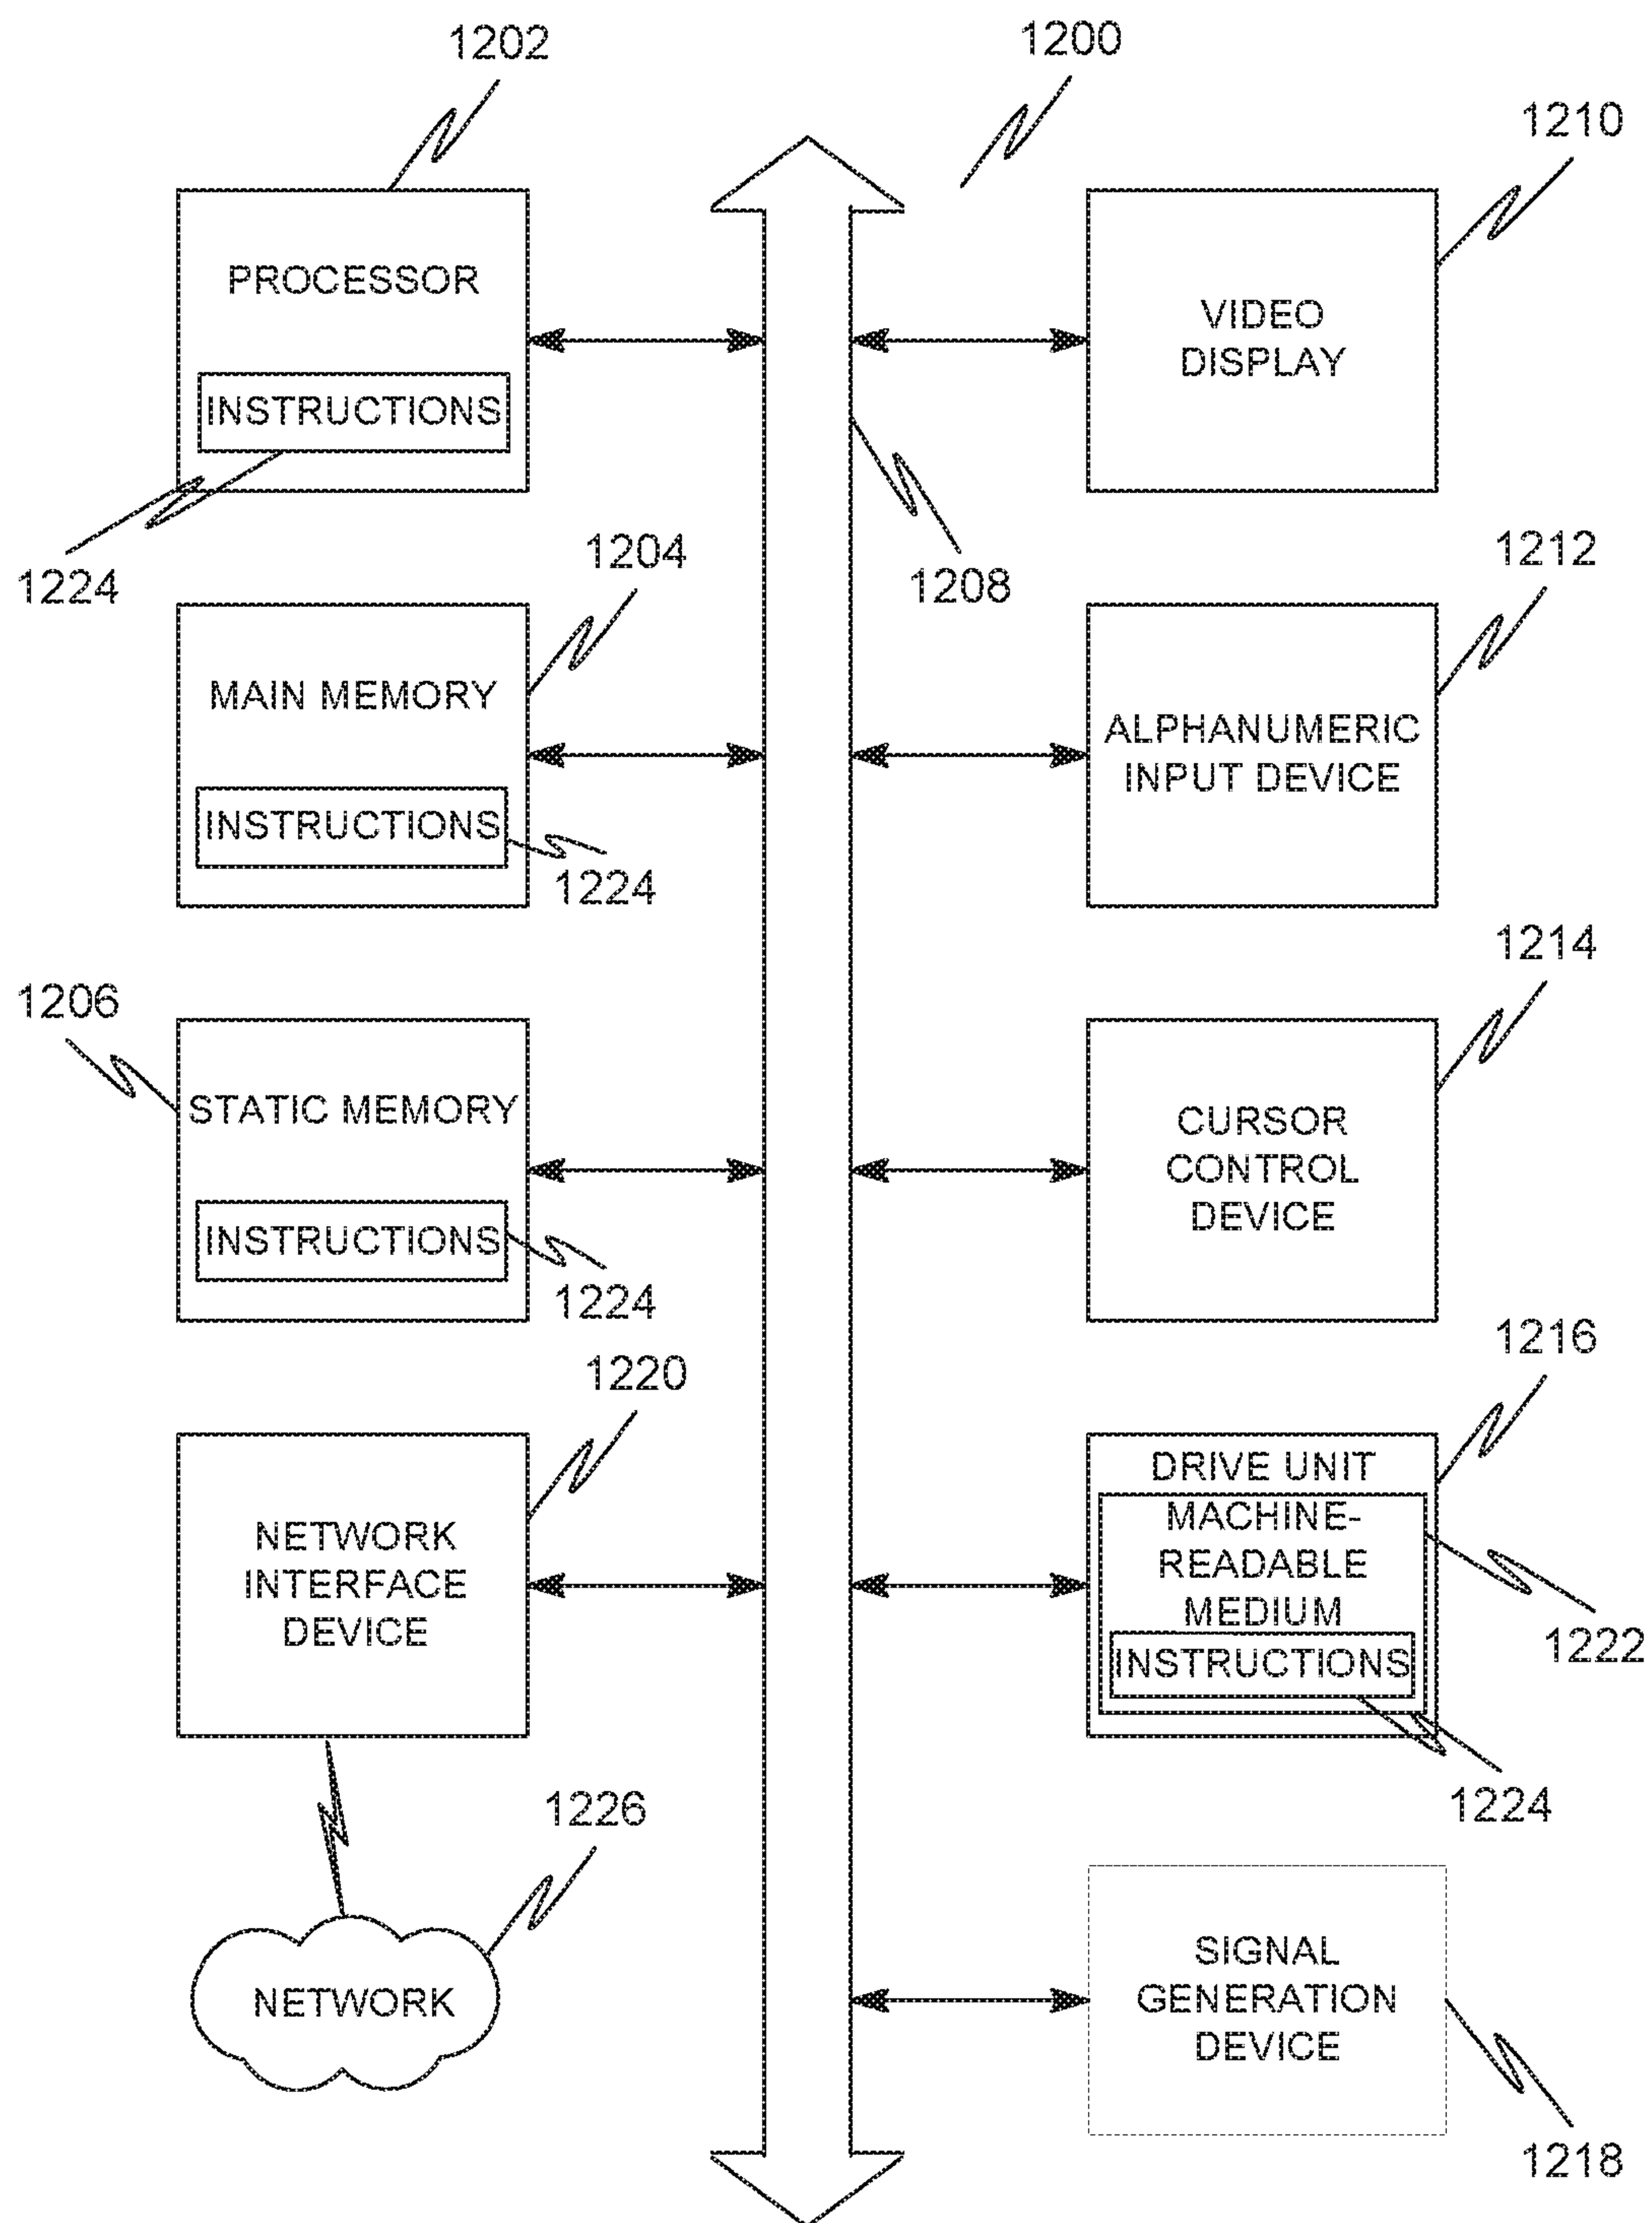 1202
1200
1210
PROCESSOR
INSTRUCTIONS
1224
VIDEO
DISPLAY
1208
1204
MAIN MEMORY
INSTRUCTIONS
1224
1212
ALPHANUMERIC
INPUT DEVICE
1206
STATIC MEMORY
INSTRUCTIONS
1224
1214
CURSOR
CONTROL
DEVICE
1220
NETWORK
INTERFACE
DEVICE
1216
DRIVE UNIT
MACHINE-
READABLE
MEDIUM
INSTRUCTIONS
1222
1224
1226
NETWORK
SIGNAL
GENERATION
DEVICE
1218